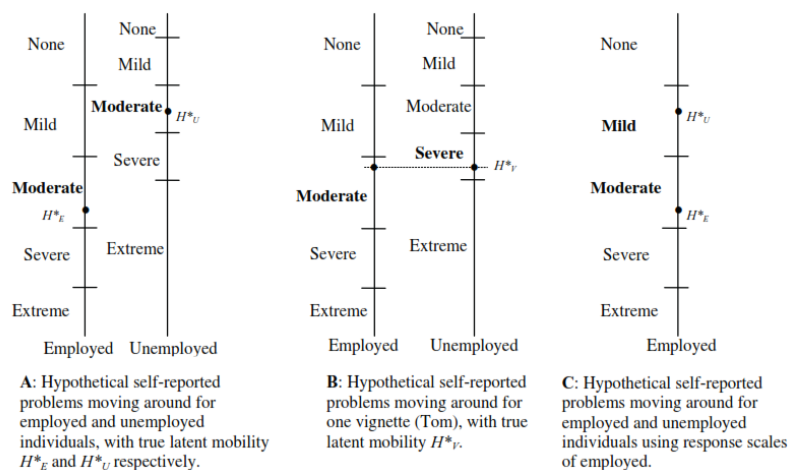 None
Mild
Moderate
H*E
Severe
Extreme
Employed
None
Mild
Moderate
H*U
Severe
Extreme
Unemployed
A: Hypothetical self-reported
problems moving around for
employed and unemployed
individuals, with true latent mobility
H*E and H*U respectively.
Mild
Moderate
Severe
Extreme
Employed
None
Mild
Moderate
Severe
H*V
Extreme
Unemployed
B: Hypothetical self-reported
problems moving around for
one vignette (Tom), with true
latent mobility H*V.
None
Mild
H*U
Moderate
H*E
Severe
Extreme
Employed
C: Hypothetical self-reported
problems moving around for
employed and unemployed
individuals using response scales
of employed.